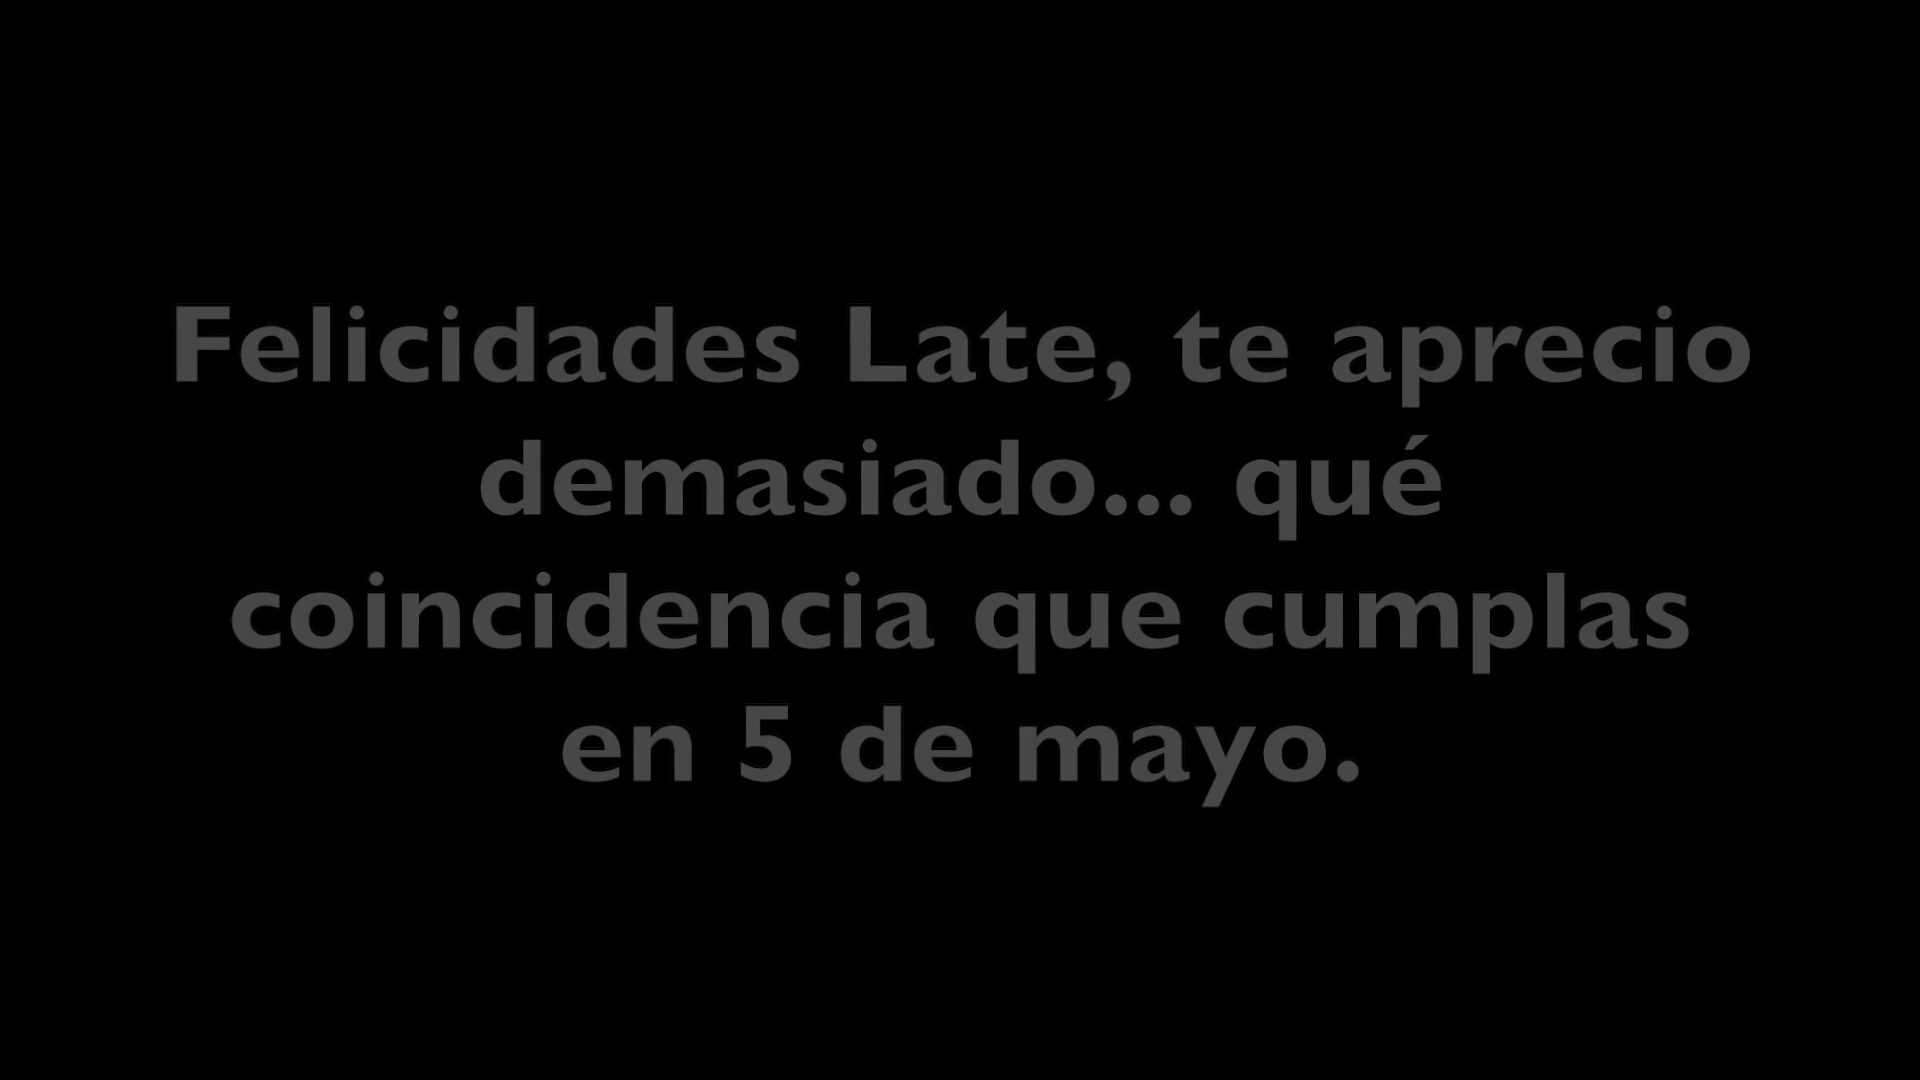 Felicidades Late, te aprecio
demasiado... qué
coincidencia que cumplas
en 5 de mayo.